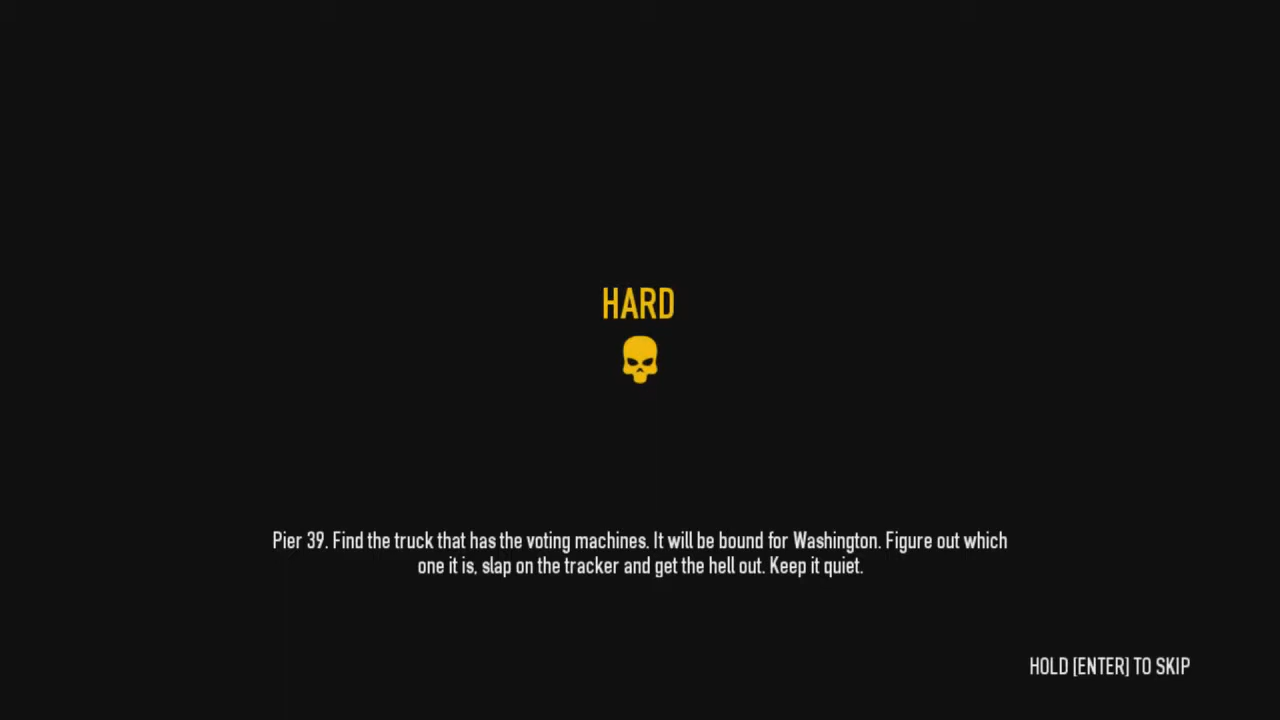 HARD
Pier 39. Find the truck that has the voting machines. It will be bound for Washington. Figure out which
one it is, slap on the tracker and get the hell out. Keep it quiet.
HOLD [ENTER] TO SKIP